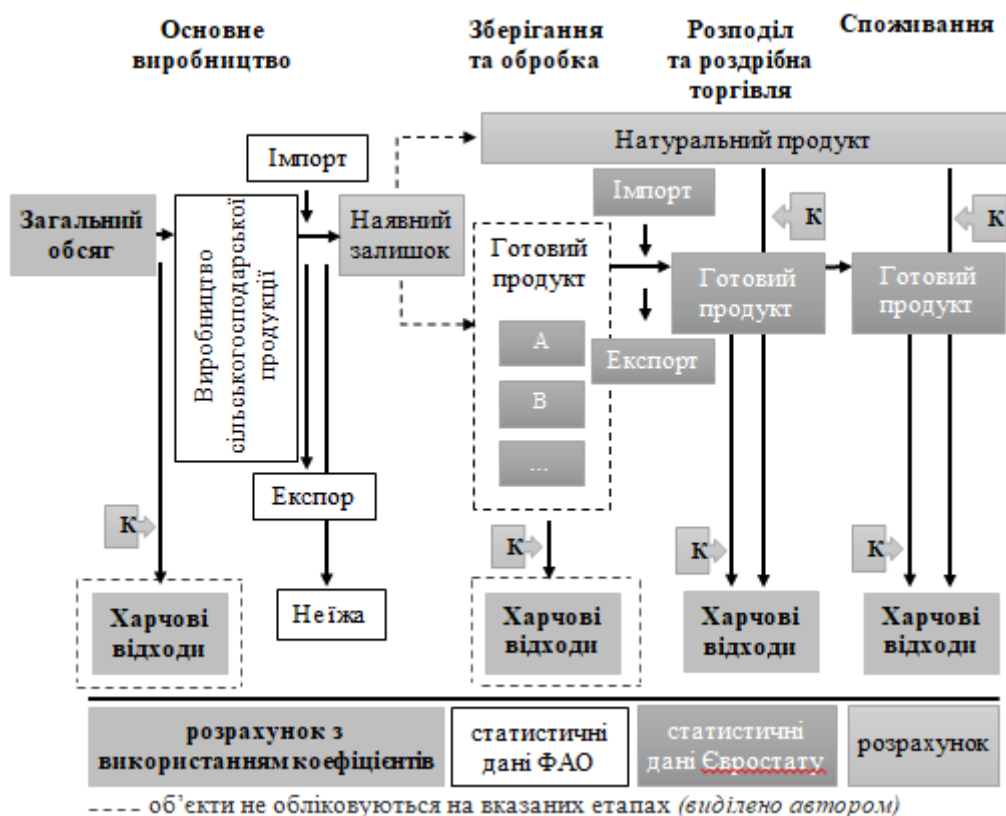 Основне
виробництво
Зберігання
та обробка
Розподіл
та роздрібна
торгівля
Споживання
Натуральний продукт
Імпорт
Імпорт
К
К
Загальний
обсяг
Виробництво
сільськогосподарської
продукції
Наявний
залишок
Готовий
продукт
Готовий
продукт
Готовий
продукт
А
В
...
Експорт
Експор
К
К
К
К
Харчові
відходи
Не їжа
Харчові
відходи
Харчові
відходи
Харчові
відходи
розрахунок з
використанням коефіцієнтів
статистичні
дані ФАО
статистичні
дані Євростату
розрахунок
---- об’єкти не обліковуються на вказаних етапах (виділено автором)